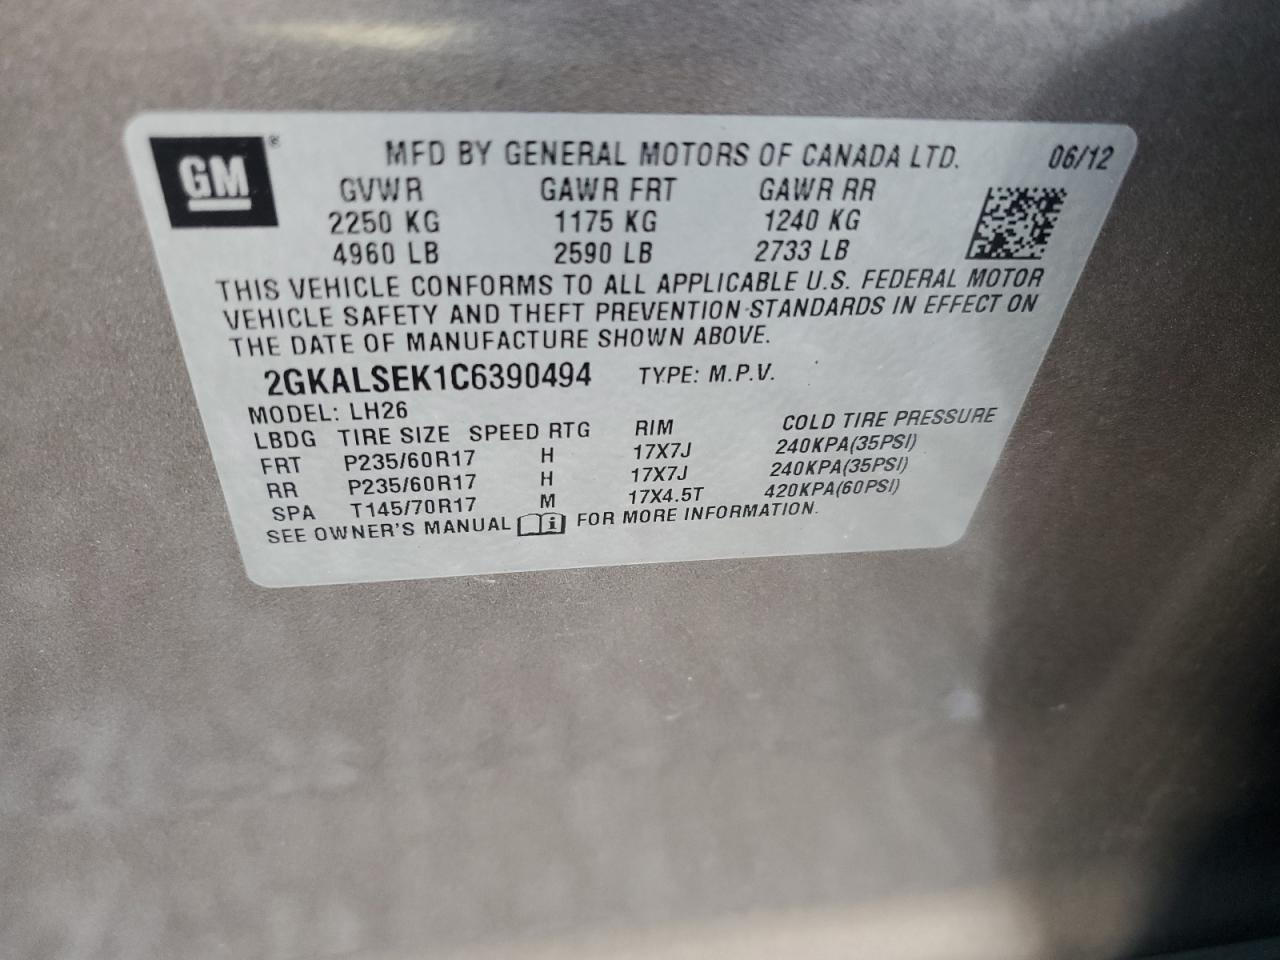 GM ®
MFD BY GENERAL MOTORS OF CANADA LTD. 06/12
GVWR GAWR FRT GAWR RR
2250 KG 1175 KG 1240 KG
4960 LB 2590 LB 2733 LB
THIS VEHICLE CONFORMS TO ALL APPLICABLE U.S. FEDERAL MOTOR
VEHICLE SAFETY AND THEFT PREVENTION STANDARDS IN EFFECT ON
THE DATE OF MANUFACTURE SHOWN ABOVE.
2GKALSEK1C6390494 TYPE: M.P.V.
MODEL: LH26
LBDG TIRE SIZE SPEED RTG RIM COLD TIRE PRESSURE
FRT P235/60R17 H 17X7J 240KPA(35PSI)
RR P235/60R17 H 17X7J 240KPA(35PSI)
SPA T145/70R17 M 17X4.5T 420KPA(60PSI)
SEE OWNER'S MANUAL i FOR MORE INFORMATION.